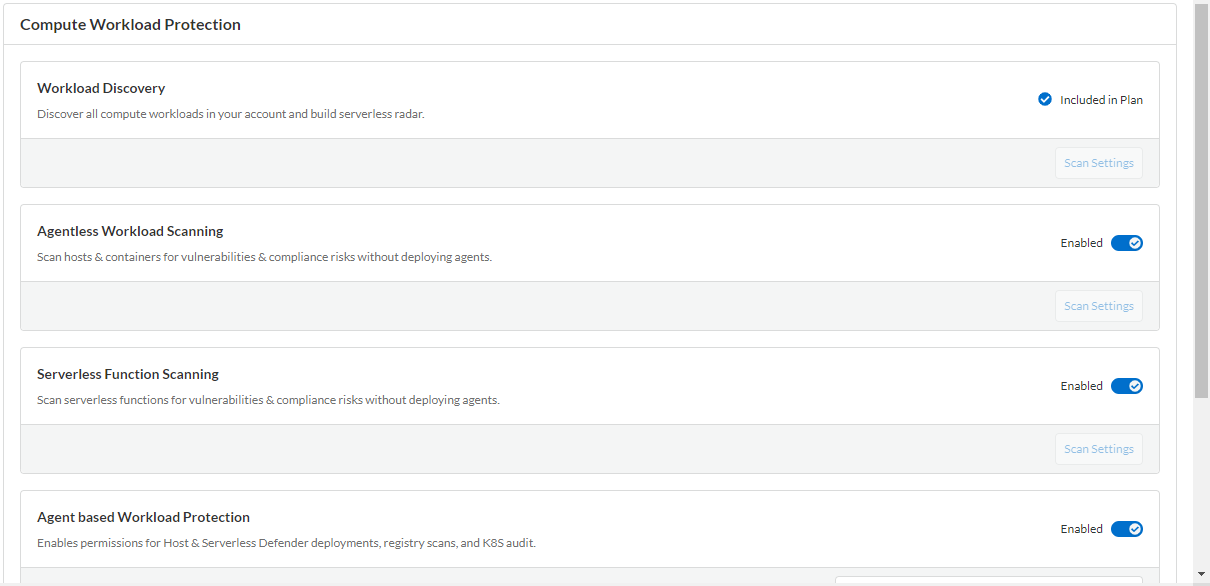 Compute Workload Protection
Workload Discovery
Discover all compute workloads in your account and build serverless radar.
Included in Plan
Scan Settings
Agentless Workload Scanning
Scan hosts & containers for vulnerabilities & compliance risks without deploying agents.
Enabled
Scan Settings
Serverless Function Scanning
Scan serverless functions for vulnerabilities & compliance risks without deploying agents.
Enabled
Scan Settings
Agent based Workload Protection
Enables permissions for Host & Serverless Defender deployments, registry scans, and K8S audit.
Enabled